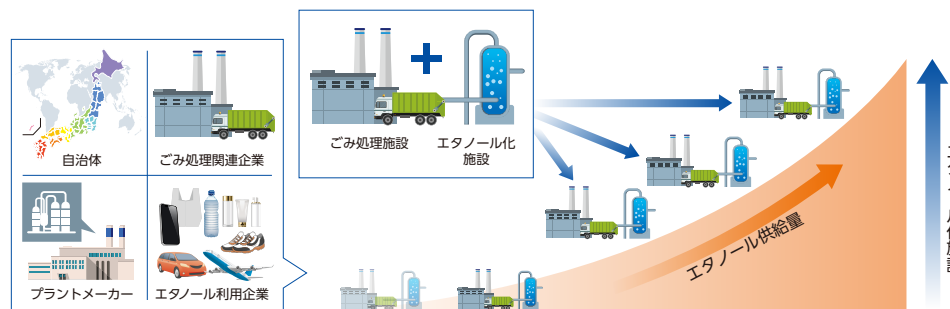 自治体
ごみ処理関連企業
プラントメーカー
エタノール利用企業
ごみ処理施設
エタノール化
施設
エタノール供給量